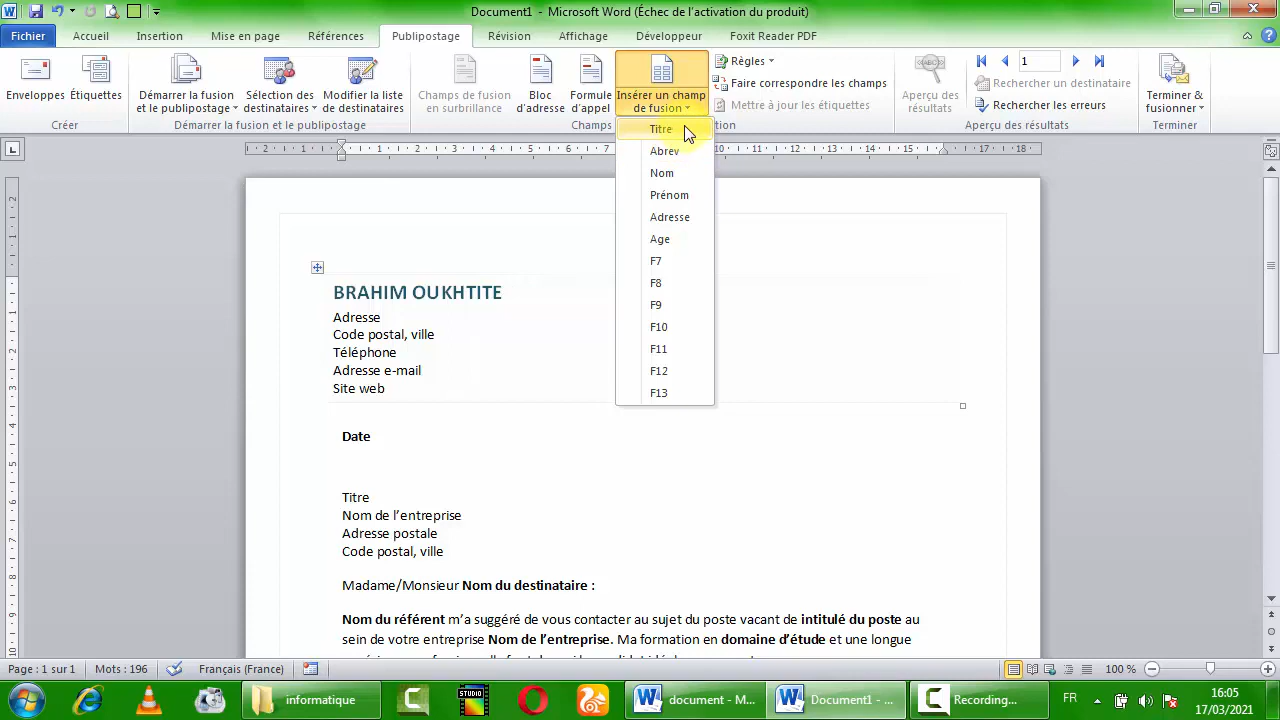 Document1 - Microsoft Word (Échec de l'activation du produit)
Fichier Accueil Insertion Mise en page Références Publipostage Révision Affichage Développeur Foxit Reader PDF
Enveloppes Étiquettes
Créer
Démarrer la fusion et le publipostage
Sélection des destinataires
Modifier la liste de destinataires
Démarrer la fusion et le publipostage
Champs de fusion en surbrillance
Bloc d'adresse
Formule d'appel
Insérer un champ de fusion
Règles
Faire correspondre les champs
Mettre à jour les étiquettes
Champs
Aperçu des résultats
1
Rechercher un destinataire
Rechercher les erreurs
Aperçu des résultats
Terminer & fusionner
Terminer
Titre
Abrev
Nom
Prénom
Adresse
Age
F7
F8
F9
F10
F11
F12
F13
BRAHIM OUKHTITE
Adresse
Code postal, ville
Téléphone
Adresse e-mail
Site web
Date
Titre
Nom de l'entreprise
Adresse postale
Code postal, ville
Madame/Monsieur Nom du destinataire :
Nom du référent m'a suggéré de vous contacter au sujet du poste vacant de intitulé du poste au
sein de votre entreprise Nom de l'entreprise. Ma formation en domaine d'étude et une longue
Page : 1 sur 1 Mots : 196 Français (France) 100 %
informatique document - M... Document1 - ... Recording... FR 16:05
17/03/2021